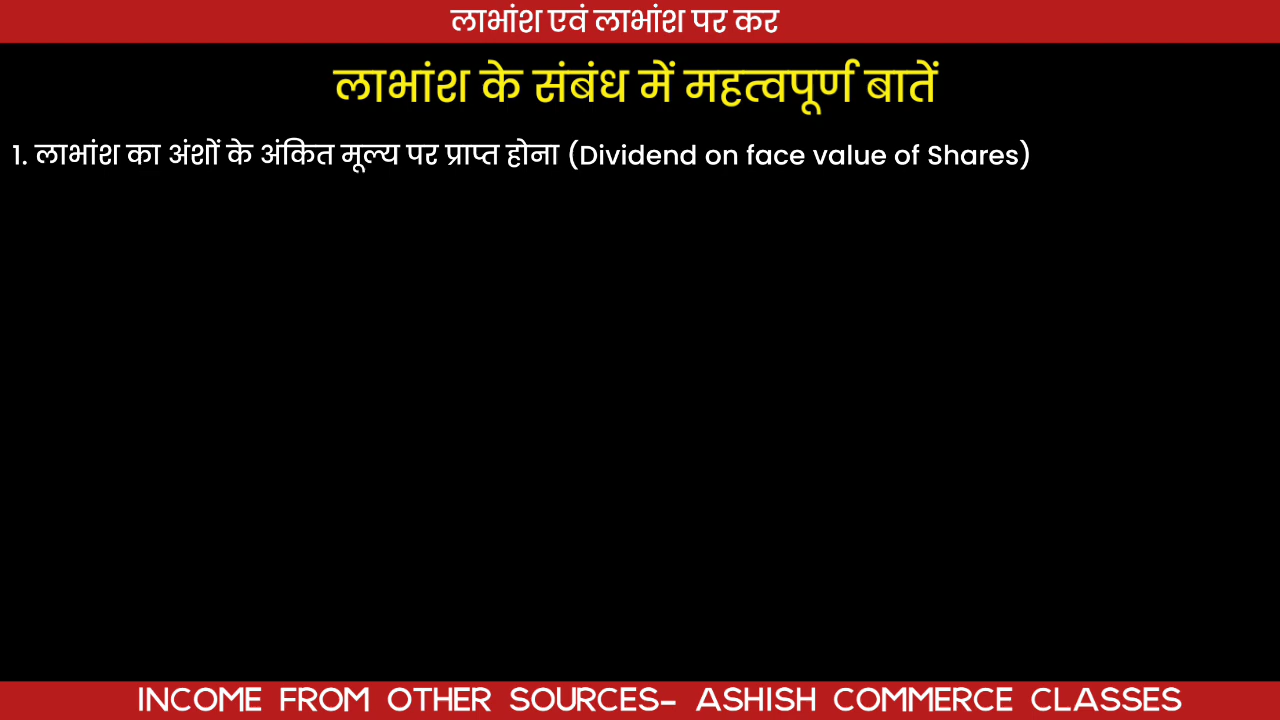 लाभांश एवं लाभांश पर कर
लाभांश के संबंध में महत्वपूर्ण बातें
1. लाभांश का अंशों के अंकित मूल्य पर प्राप्त होना (Dividend on face value of Shares)
INCOME FROM OTHER SOURCES- ASHISH COMMERCE CLASSES